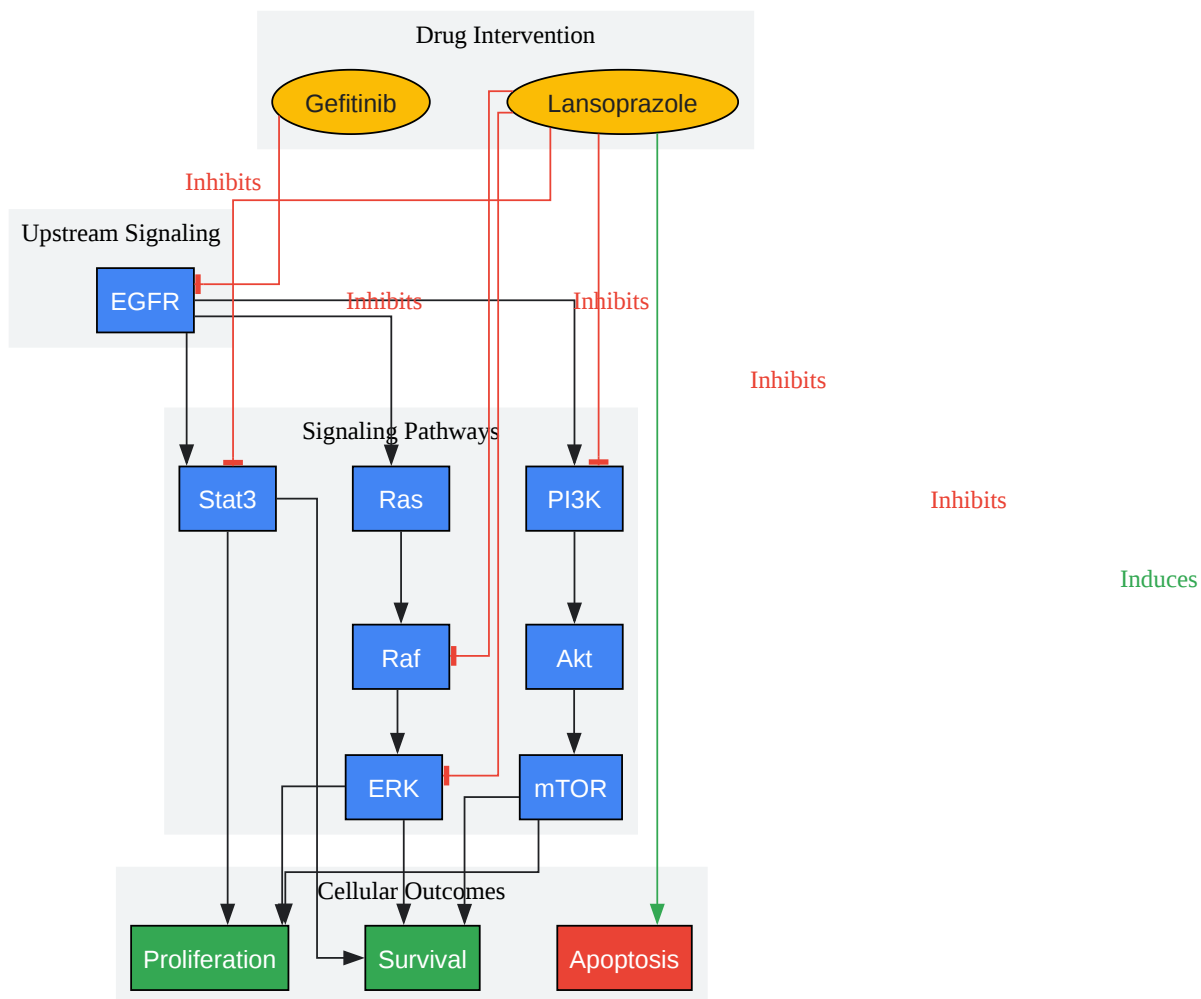 Drug Intervention
Gefitinib
Lansoprazole
Inhibits
Upstream Signaling
EGFR
Inhibits
Inhibits
Inhibits
Signaling Pathways
Stat3
Ras
PI3K
Inhibits
Induces
Raf
Akt
ERK
mTOR
Cellular Outcomes
Proliferation
Survival
Apoptosis